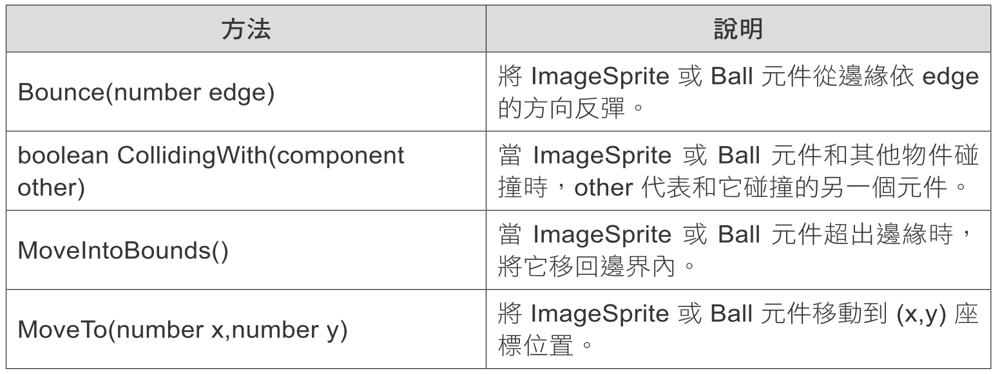 方法
說明
Bounce(number edge)
將 ImageSprite 或 Ball 元件從邊緣依 edge
的方向反彈。
boolean CollidingWith(component
other)
當 ImageSprite 或 Ball 元件和其他物件碰
撞時，other 代表和它碰撞的另一個元件。
MoveIntoBounds()
當 ImageSprite 或 Ball 元件超出邊緣時，
將它移回邊界內。
MoveTo(number x,number y)
將 ImageSprite 或 Ball 元件移動到 (x,y) 座
標位置。